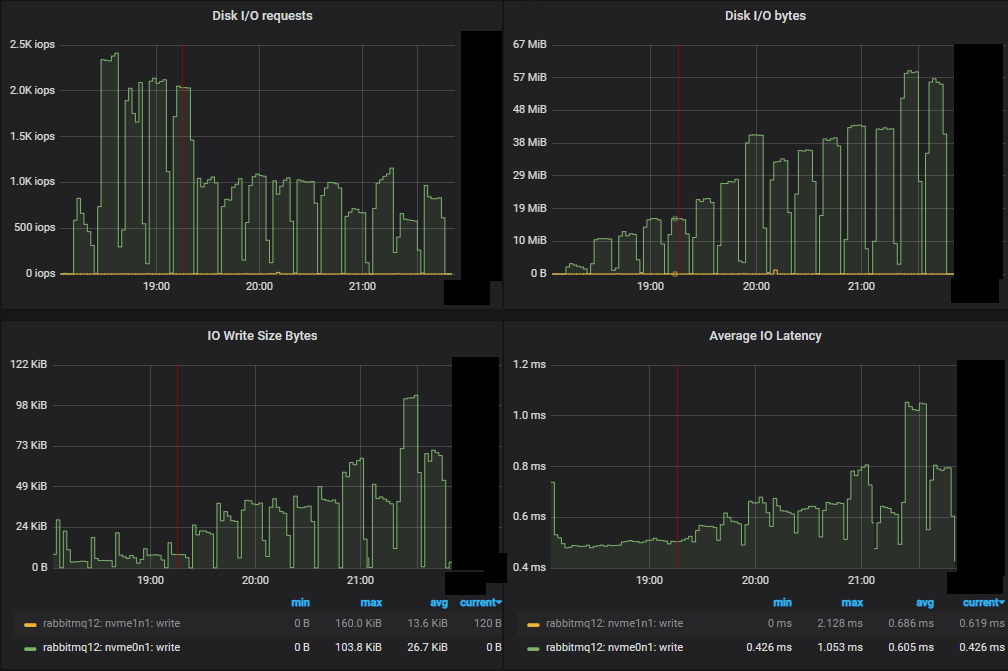 Disk I/O requests
2.5K iops
2.0K iops
1.5K iops
1.0K iops
500 iops
0 iops
19:00 20:00 21:00
Disk I/O bytes
67 MiB
57 MiB
48 MiB
38 MiB
29 MiB
19 MiB
10 MiB
0 B
19:00 20:00 21:00
IO Write Size Bytes
122 KiB
98 KiB
73 KiB
49 KiB
24 KiB
0 B
19:00 20:00 21:00
min max avg current
rabbitmq12: nvme1n1: write 0 B 160.0 KiB 13.6 KiB 120 B
rabbitmq12: nvme0n1: write 0 B 103.8 KiB 26.7 KiB 0 B
Average IO Latency
1.2 ms
1.0 ms
0.8 ms
0.6 ms
0.4 ms
19:00 20:00 21:00
min max avg current
rabbitmq12: nvme1n1: write 0 ms 2.128 ms 0.686 ms 0.619 ms
rabbitmq12: nvme0n1: write 0.426 ms 1.053 ms 0.605 ms 0.426 ms